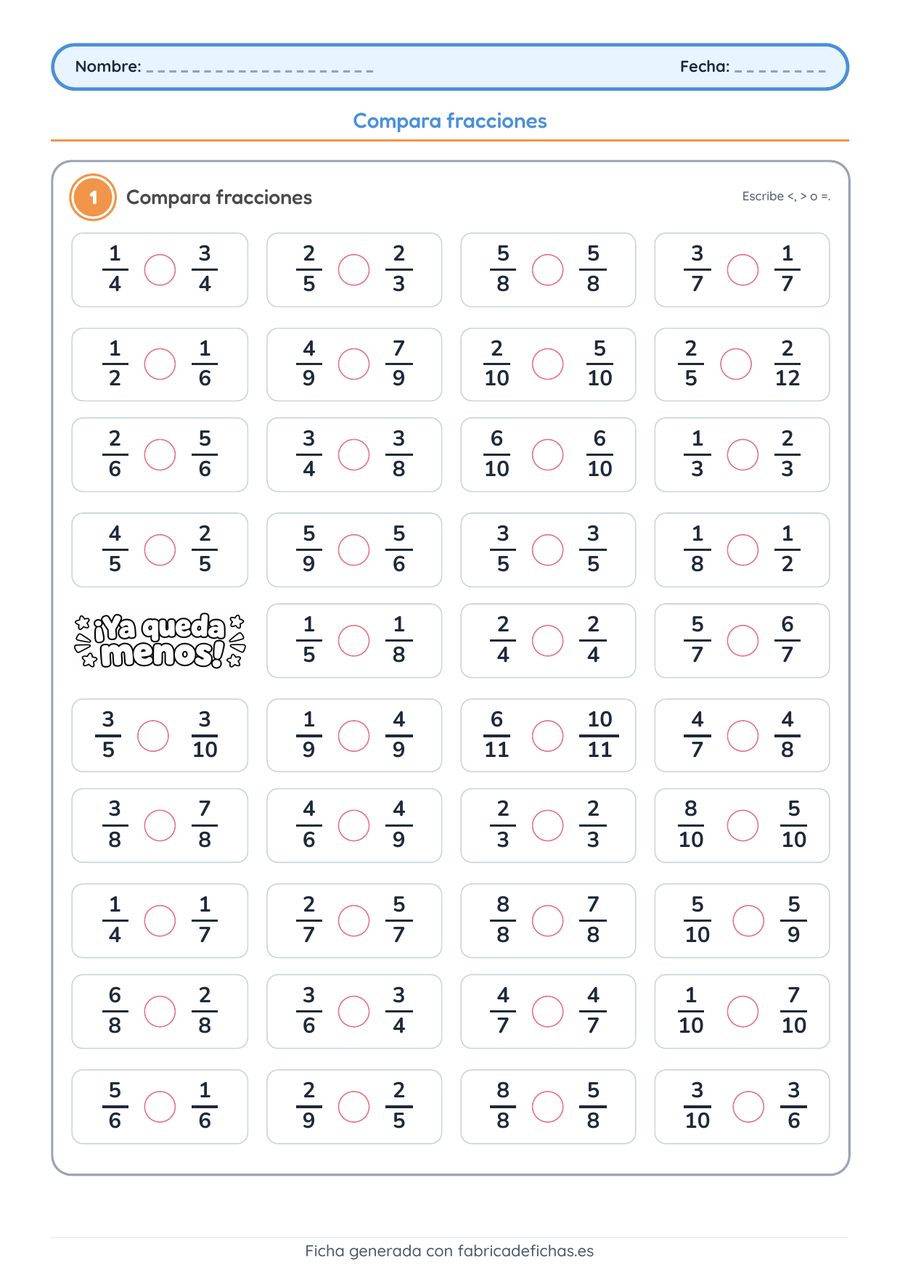 Nombre: Fecha:
Compara fracciones
1 Compara fracciones Escribe <, > o =.
1/4 3/4 2/5 2/3 5/8 5/8 3/7 1/7
1/2 1/6 4/9 7/9 2/10 5/10 2/5 2/12
2/6 5/6 3/4 3/8 6/10 6/10 1/3 2/3
4/5 2/5 5/9 5/6 3/5 3/5 1/8 1/2
¡Ya queda
menos!
1/5 1/8 2/4 2/4 5/7 6/7
3/5 3/10 1/9 4/9 6/11 10/11 4/7 4/8
3/8 7/8 4/6 4/9 2/3 2/3 8/10 5/10
1/4 1/7 2/7 5/7 8/8 7/8 5/10 5/9
6/8 2/8 3/6 3/4 4/7 4/7 1/10 7/10
5/6 1/6 2/9 2/5 8/8 5/8 3/10 3/6
Ficha generada con fabricadefichas.es